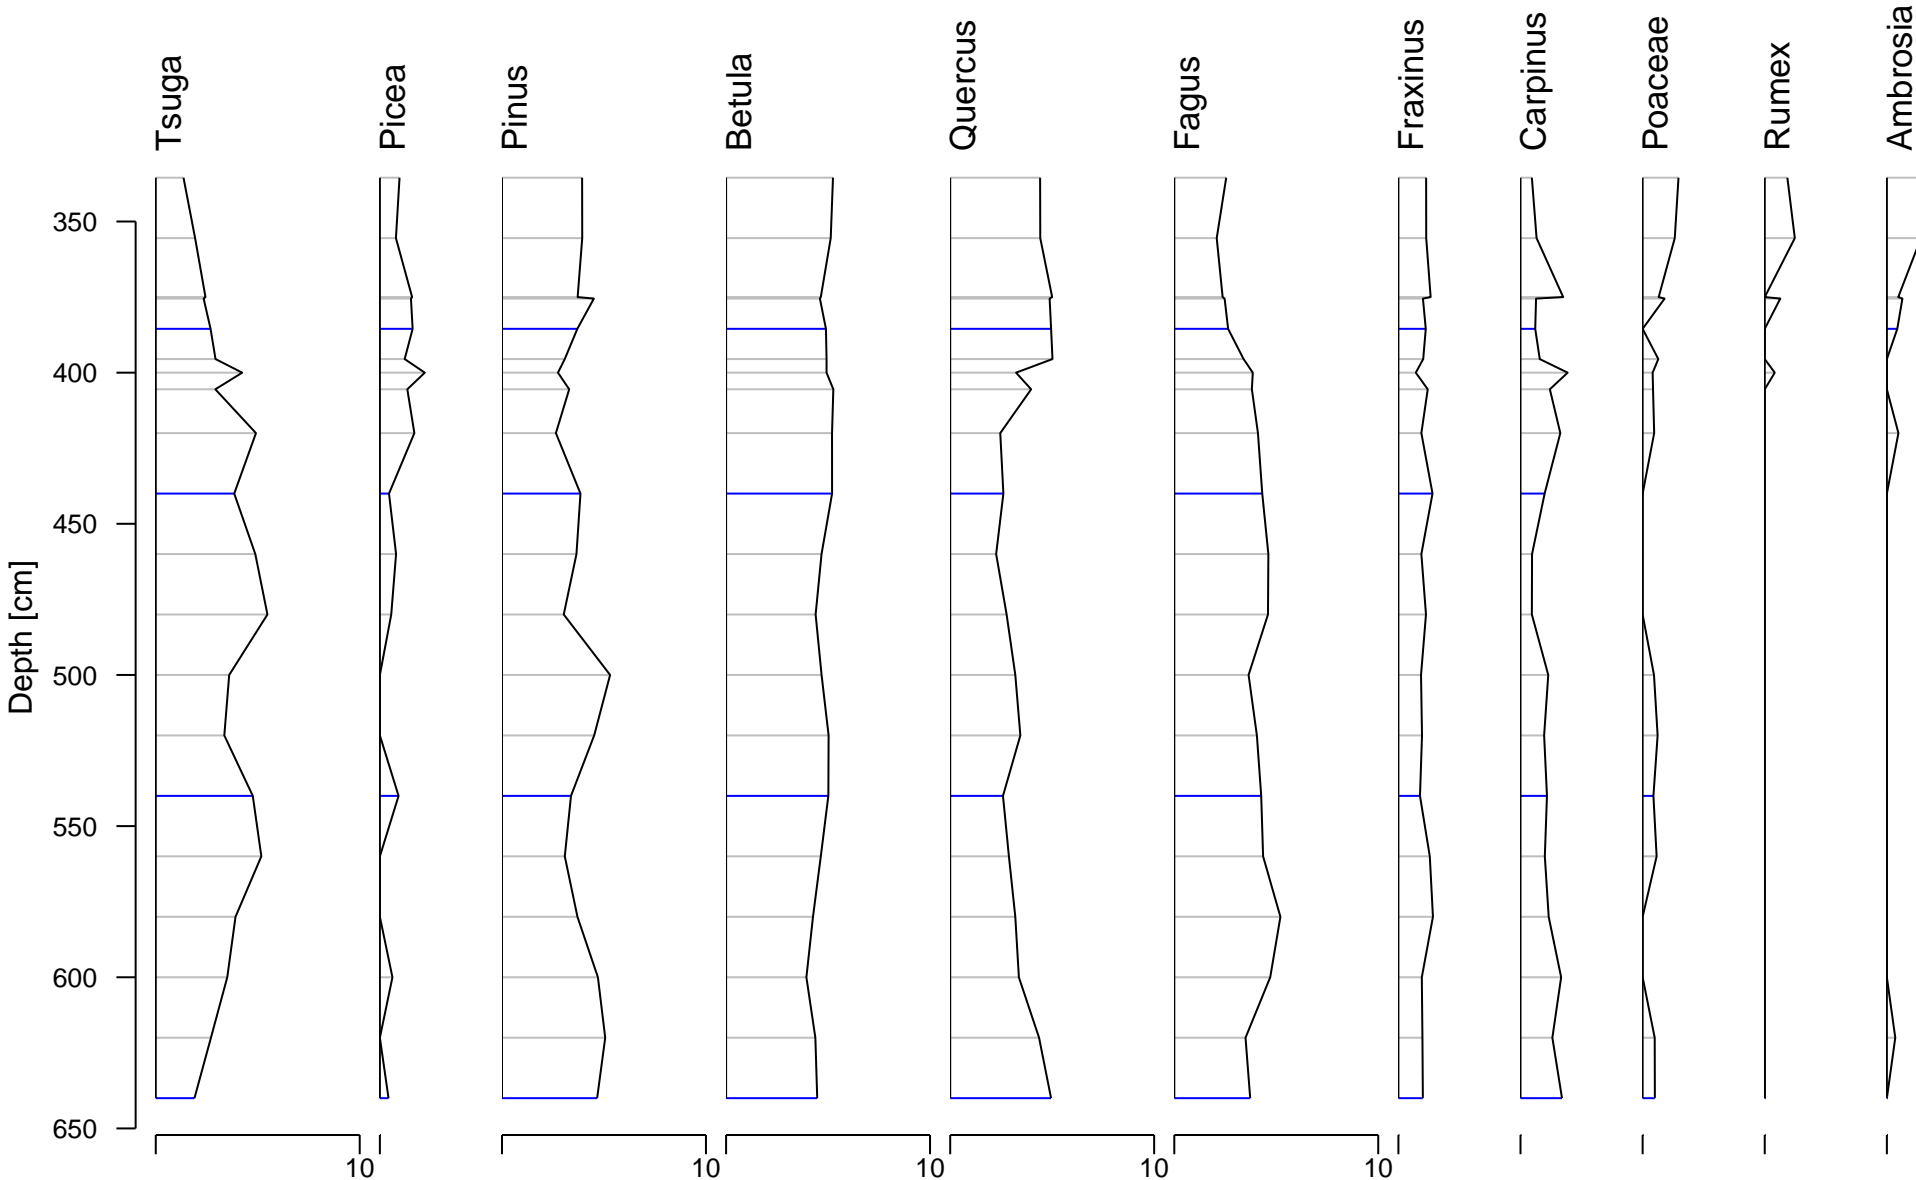 Tsuga
Picea
Pinus
Betula
Quercus
Fagus
Fraxinus
Carpinus
Poaceae
Rumex
Ambrosia
Depth [cm]
350
400
450
500
550
600
650
10
10
10
10
10